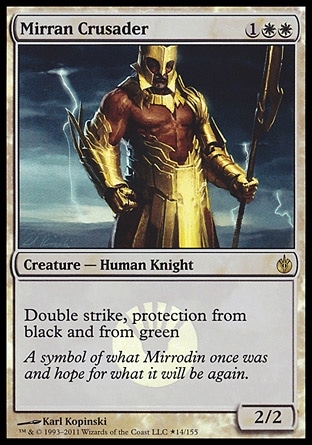 Mirran Crusader 1
Creature — Human Knight
Double strike, protection from
black and from green
A symbol of what Mirrodin once was
and hope for what it will be again.
Karl Kopinski
™ & © 1993–2011 Wizards of the Coast LLC ★14/155
2/2